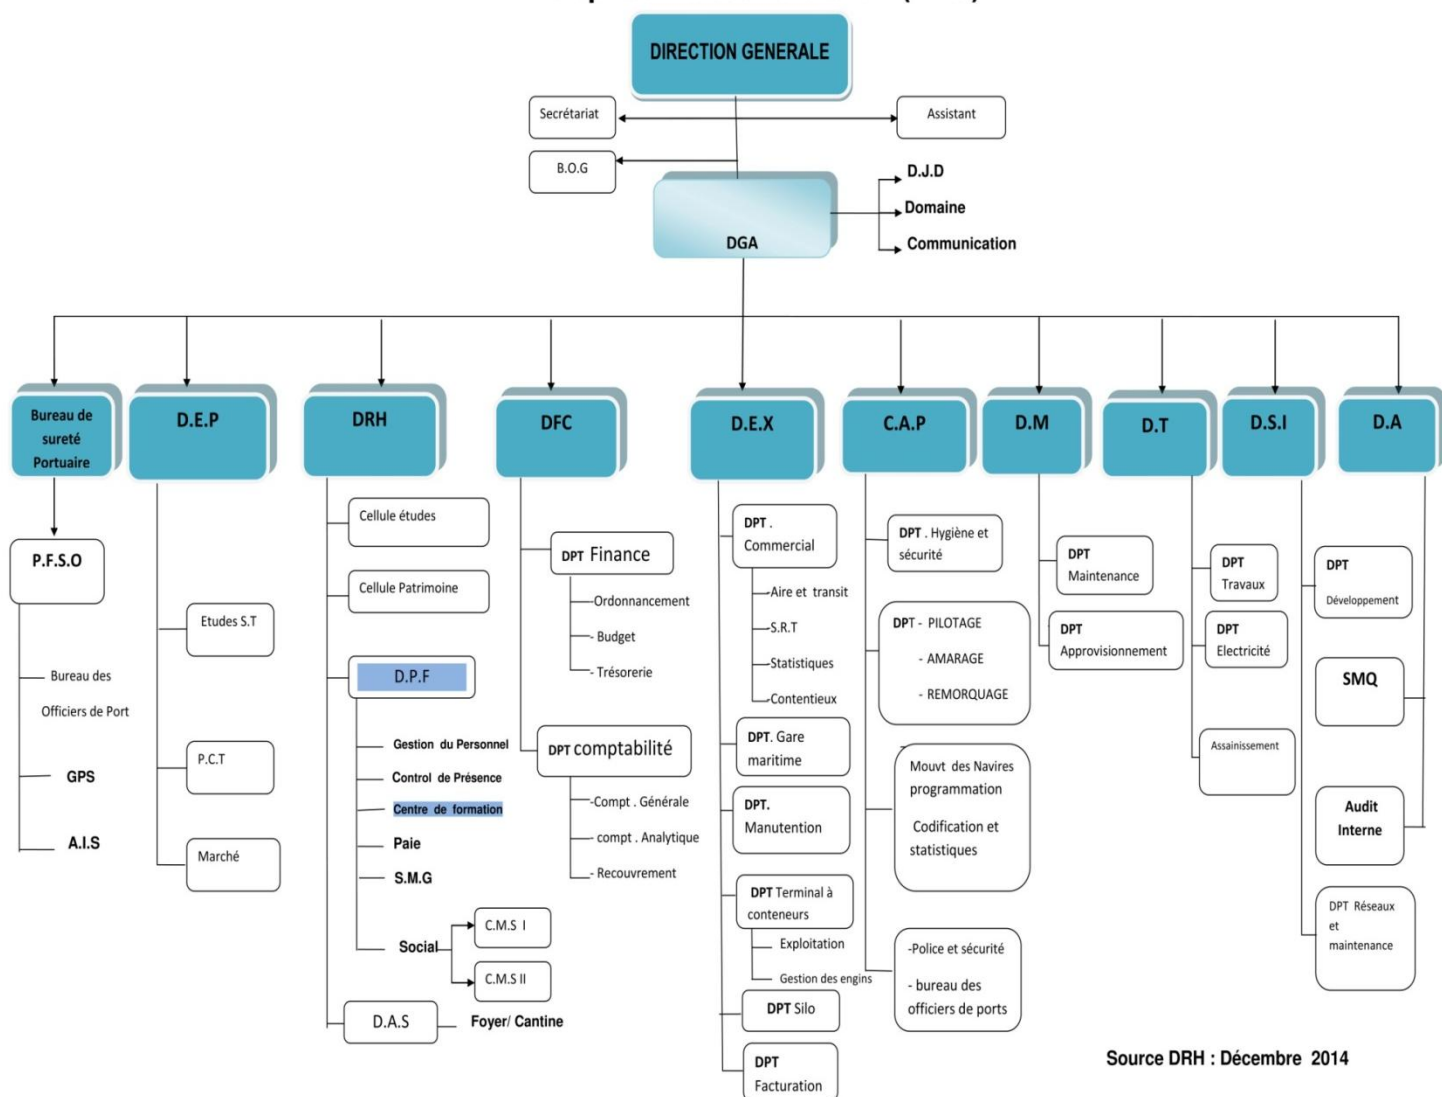 DIRECTION GENERALE
Secrétariat
Assistant
B.O.G
DGA
D.J.D
Domaine
Communication
Bureau de
sureté
Portuaire
D.E.P
DRH
DFC
D.E.X
C.A.P
D.M
D.T
D.S.I
D.A
P.F.S.O
Bureau des
Officiers de Port
GPS
A.I.S
Etudes S.T
P.C.T
Marché
Cellule études
Cellule Patrimoine
D.P.F
Gestion du Personnel
Control de Présence
Centre de formation
Paie
S.M.G
Social
C.M.S I
C.M.S II
D.A.S
Foyer/ Cantine
DPT Finance
-Ordonnancement
- Budget
- Trésorerie
DPT comptabilité
-Compt . Générale
- compt . Analytique
- Recouvrement
DPT .
Commercial
-Aire et transit
-S.R.T
-Statistiques
-Contentieux
DPT. Gare
maritime
DPT.
Manutention
DPT Terminal à
conteneurs
Exploitation
Gestion des engins
DPT Silo
DPT
Facturation
DPT . Hygiène et
sécurité
DPT - PILOTAGE
- AMARAGE
- REMORQUAGE
Mouvt des Navires
programmation
Codification et
statistiques
-Police et sécurité
- bureau des
officiers de ports
DPT
Maintenance
DPT
Approvisionnement
DPT
Travaux
DPT
Electricité
Assainissement
DPT
Développement
DPT Réseaux
et
maintenance
SMQ
Audit
Interne
Source DRH : Décembre 2014